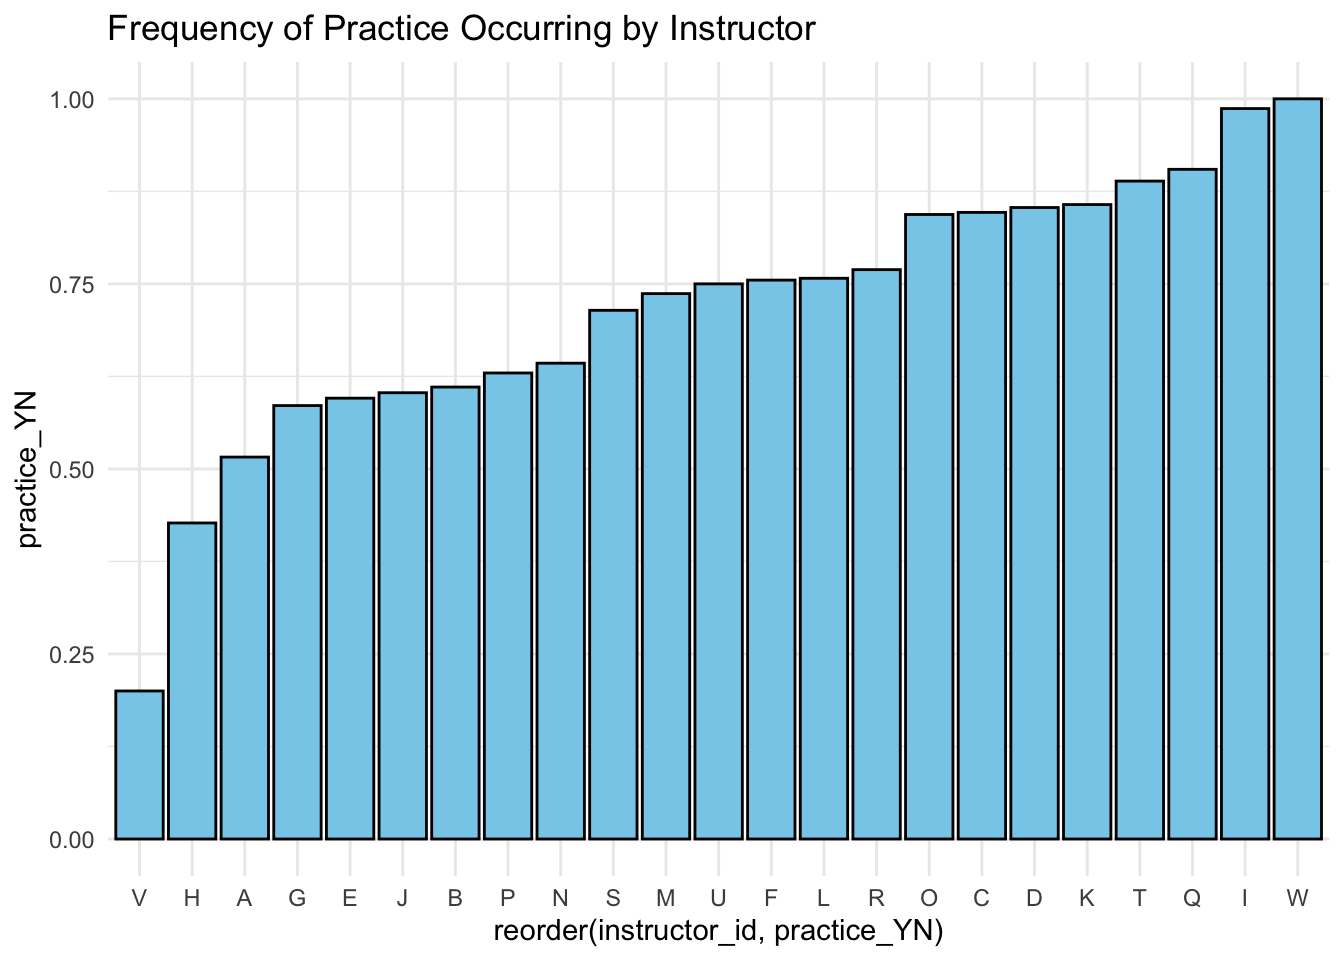 Frequency of Practice Occurring by Instructor
1.00
0.75
0.50
0.25
0.00
practice_YN
V H A G E J B P N S M U F L R O C D K T Q I W
reorder(instructor_id, practice_YN)